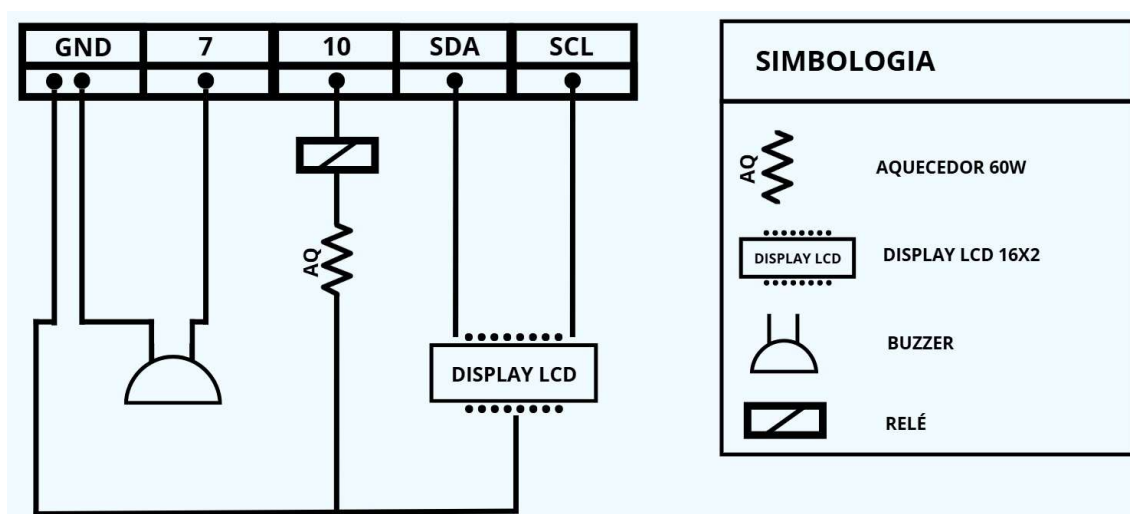 GND 7 10 SDA SCL
AQ
DISPLAY LCD
SIMBOLOGIA
AQ AQUECEDOR 60W
DISPLAY LCD DISPLAY LCD 16X2
BUZZER
RELÉ